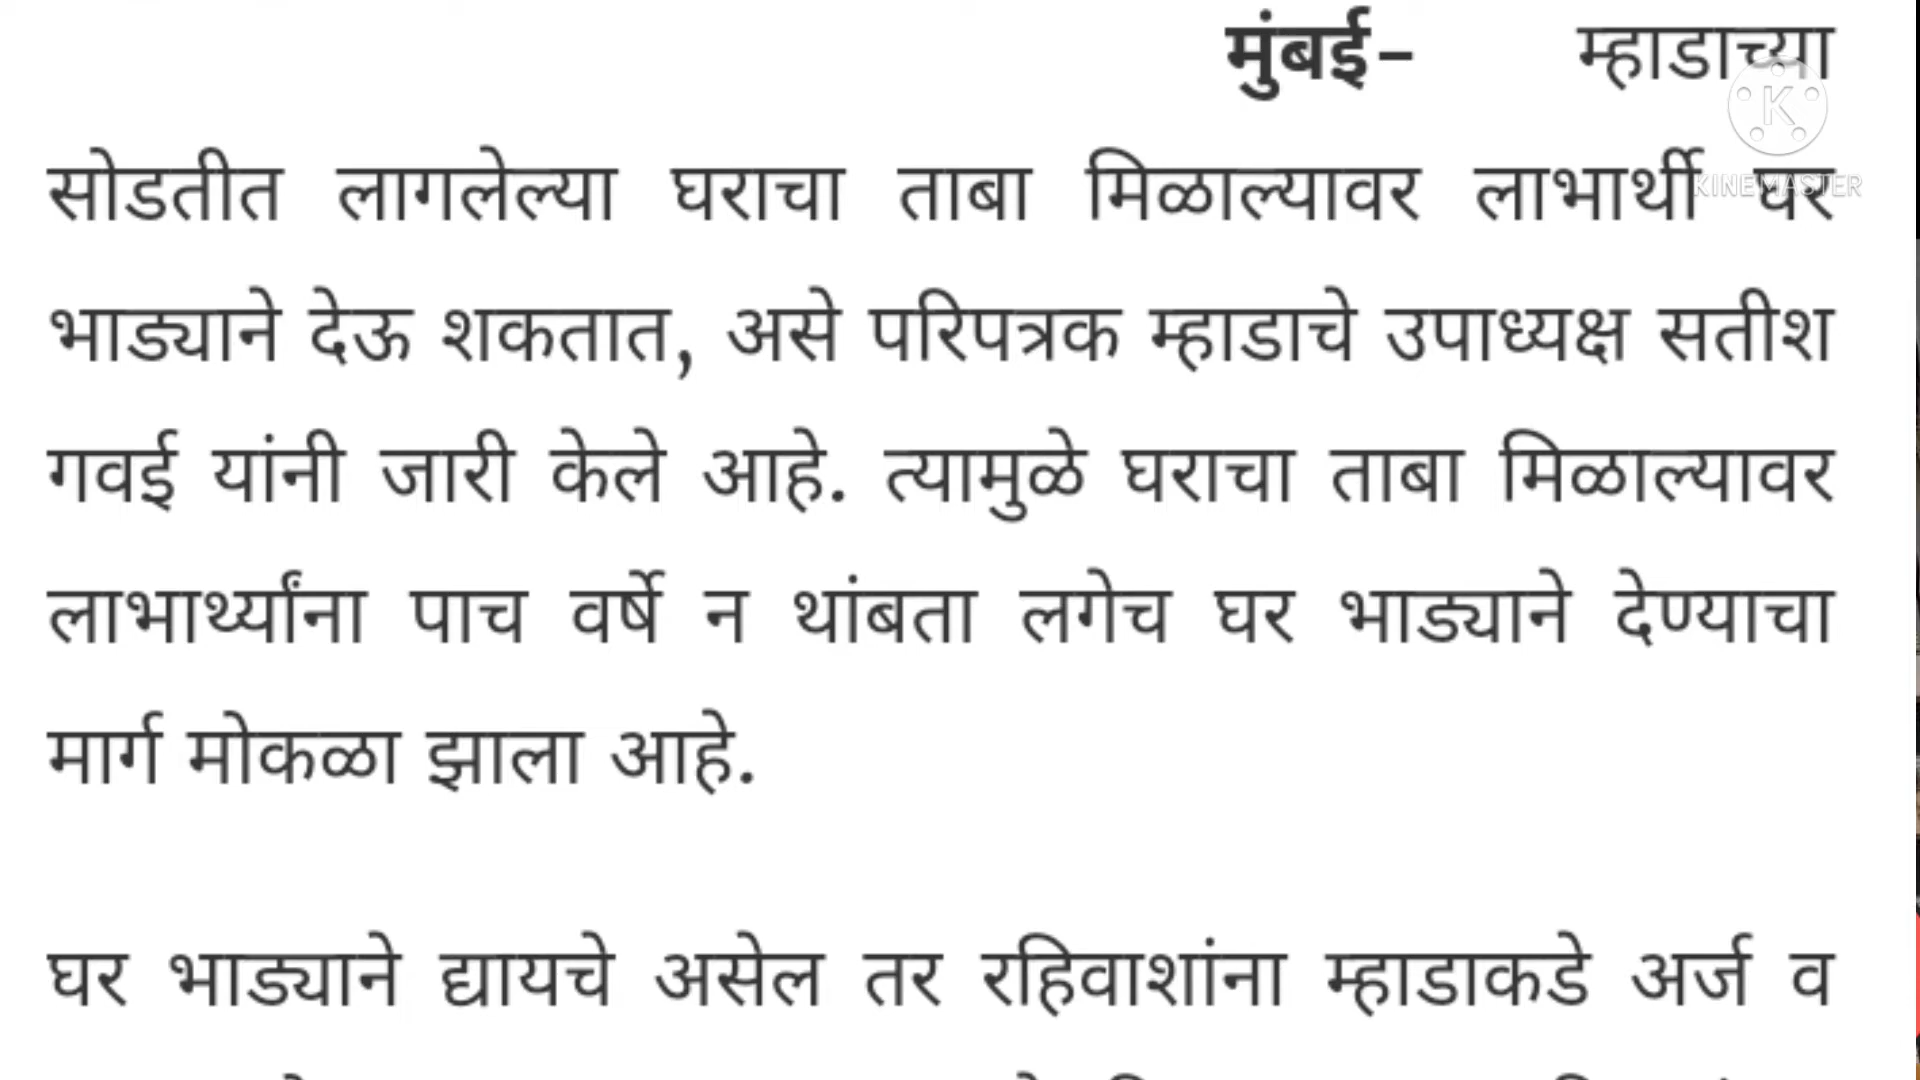 मुंबई– म्हाडाच्या
सोडतीत लागलेल्या घराचा ताबा मिळाल्यावर लाभार्थी घर
भाड्याने देऊ शकतात, असे परिपत्रक म्हाडाचे उपाध्यक्ष सतीश
गवई यांनी जारी केले आहे. त्यामुळे घराचा ताबा मिळाल्यावर
लाभार्थ्यांना पाच वर्षे न थांबता लगेच घर भाड्याने देण्याचा
मार्ग मोकळा झाला आहे.
घर भाड्याने द्यायचे असेल तर रहिवाशांना म्हाडाकडे अर्ज व
K
KINEMASTER